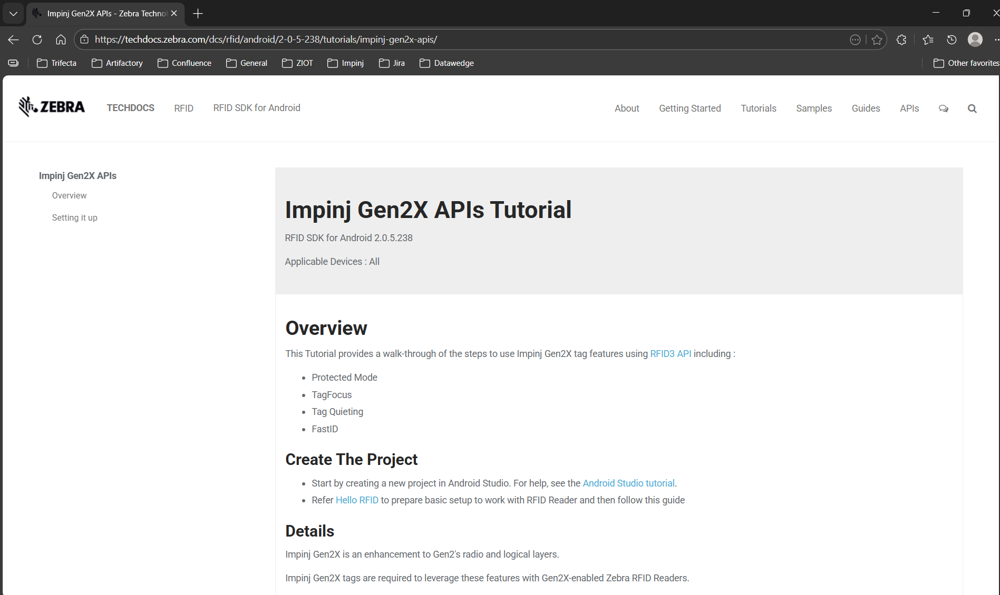 Impinj Gen2X APIs - Zebra Technol
https://techdocs.zebra.com/dcs/rfid/android/2-0-5-238/tutorials/impinj-gen2x-apis/
Trifecta Artifactory Confluence General ZIOT Impinj Jira Datawedge Other favorites
ZEBRA TECHDOCS RFID RFID SDK for Android About Getting Started Tutorials Samples Guides APIs
Impinj Gen2X APIs
Overview
Setting it up
Impinj Gen2X APIs Tutorial
RFID SDK for Android 2.0.5.238
Applicable Devices : All
Overview
This Tutorial provides a walk-through of the steps to use Impinj Gen2X tag features using RFID3 API including :
Protected Mode
TagFocus
Tag Quieting
FastID
Create The Project
Start by creating a new project in Android Studio. For help, see the Android Studio tutorial.
Refer Hello RFID to prepare basic setup to work with RFID Reader and then follow this guide
Details
Impinj Gen2X is an enhancement to Gen2's radio and logical layers.
Impinj Gen2X tags are required to leverage these features with Gen2X-enabled Zebra RFID Readers.